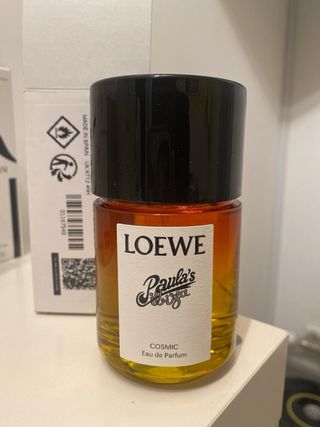 LOEWE
Paula's
Ibiza
COSMIC
Eau de Parfum
MADE IN SPAIN